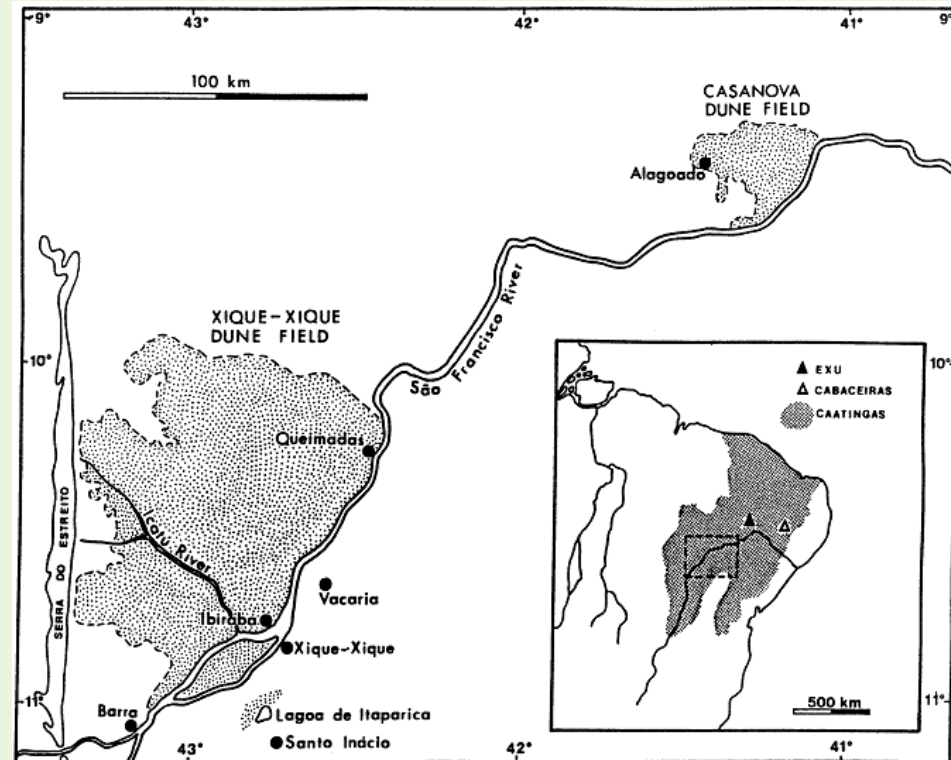 -9°
43°
42°
41°
9°
100 km
CASANOVA
DUNE FIELD
Alagoado
XIQUE-XIQUE
DUNE FIELD
São Francisco River
-10°
10°-
Queimadas
SERRA DO ESTREITO
Icatu River
Vacaria
Ibiraba
Xique-Xique
-11°
11°-
Barra
Lagoa de Itaparica
Santo Inácio
43°
42°
41°
EXU
CABACEIRAS
CAATINGAS
500 km